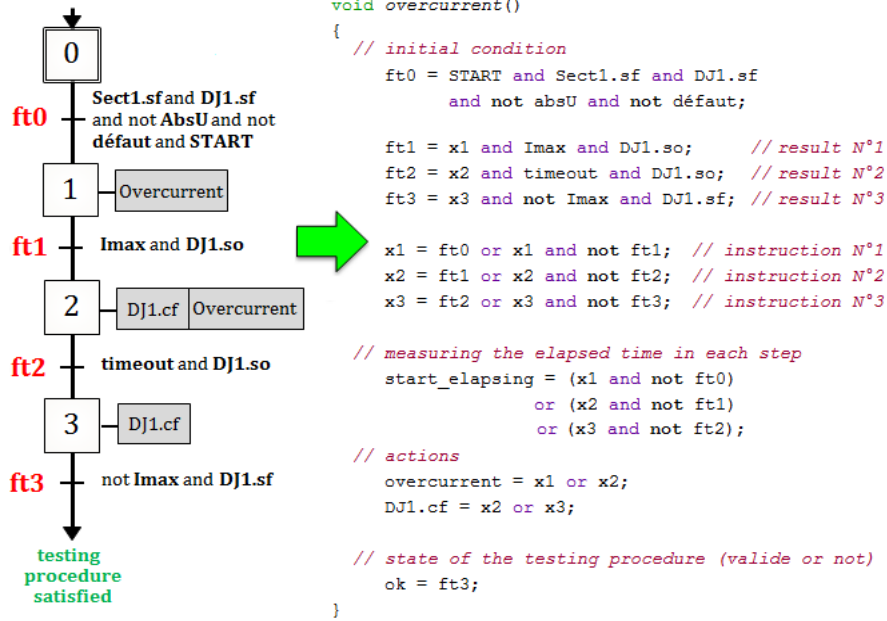 0
ft0
Sect1.sf and DJ1.sf
and not AbsU and not
défaut and START
1
Overcurrent
ft1
Imax and DJ1.so
2
DJ1.cf
Overcurrent
ft2
timeout and DJ1.so
3
DJ1.cf
ft3
not Imax and DJ1.sf
testing
procedure
satisfied
void overcurrent()
{
// initial condition
ft0 = START and Sect1.sf and DJ1.sf
and not absU and not défaut;
ft1 = x1 and Imax and DJ1.so; // result N°1
ft2 = x2 and timeout and DJ1.so; // result N°2
ft3 = x3 and not Imax and DJ1.sf; // result N°3
x1 = ft0 or x1 and not ft1; // instruction N°1
x2 = ft1 or x2 and not ft2; // instruction N°2
x3 = ft2 or x3 and not ft3; // instruction N°3
// measuring the elapsed time in each step
start_elapsing = (x1 and not ft0)
or (x2 and not ft1)
or (x3 and not ft2);
// actions
overcurrent = x1 or x2;
DJ1.cf = x2 or x3;
// state of the testing procedure (valide or not)
ok = ft3;
}